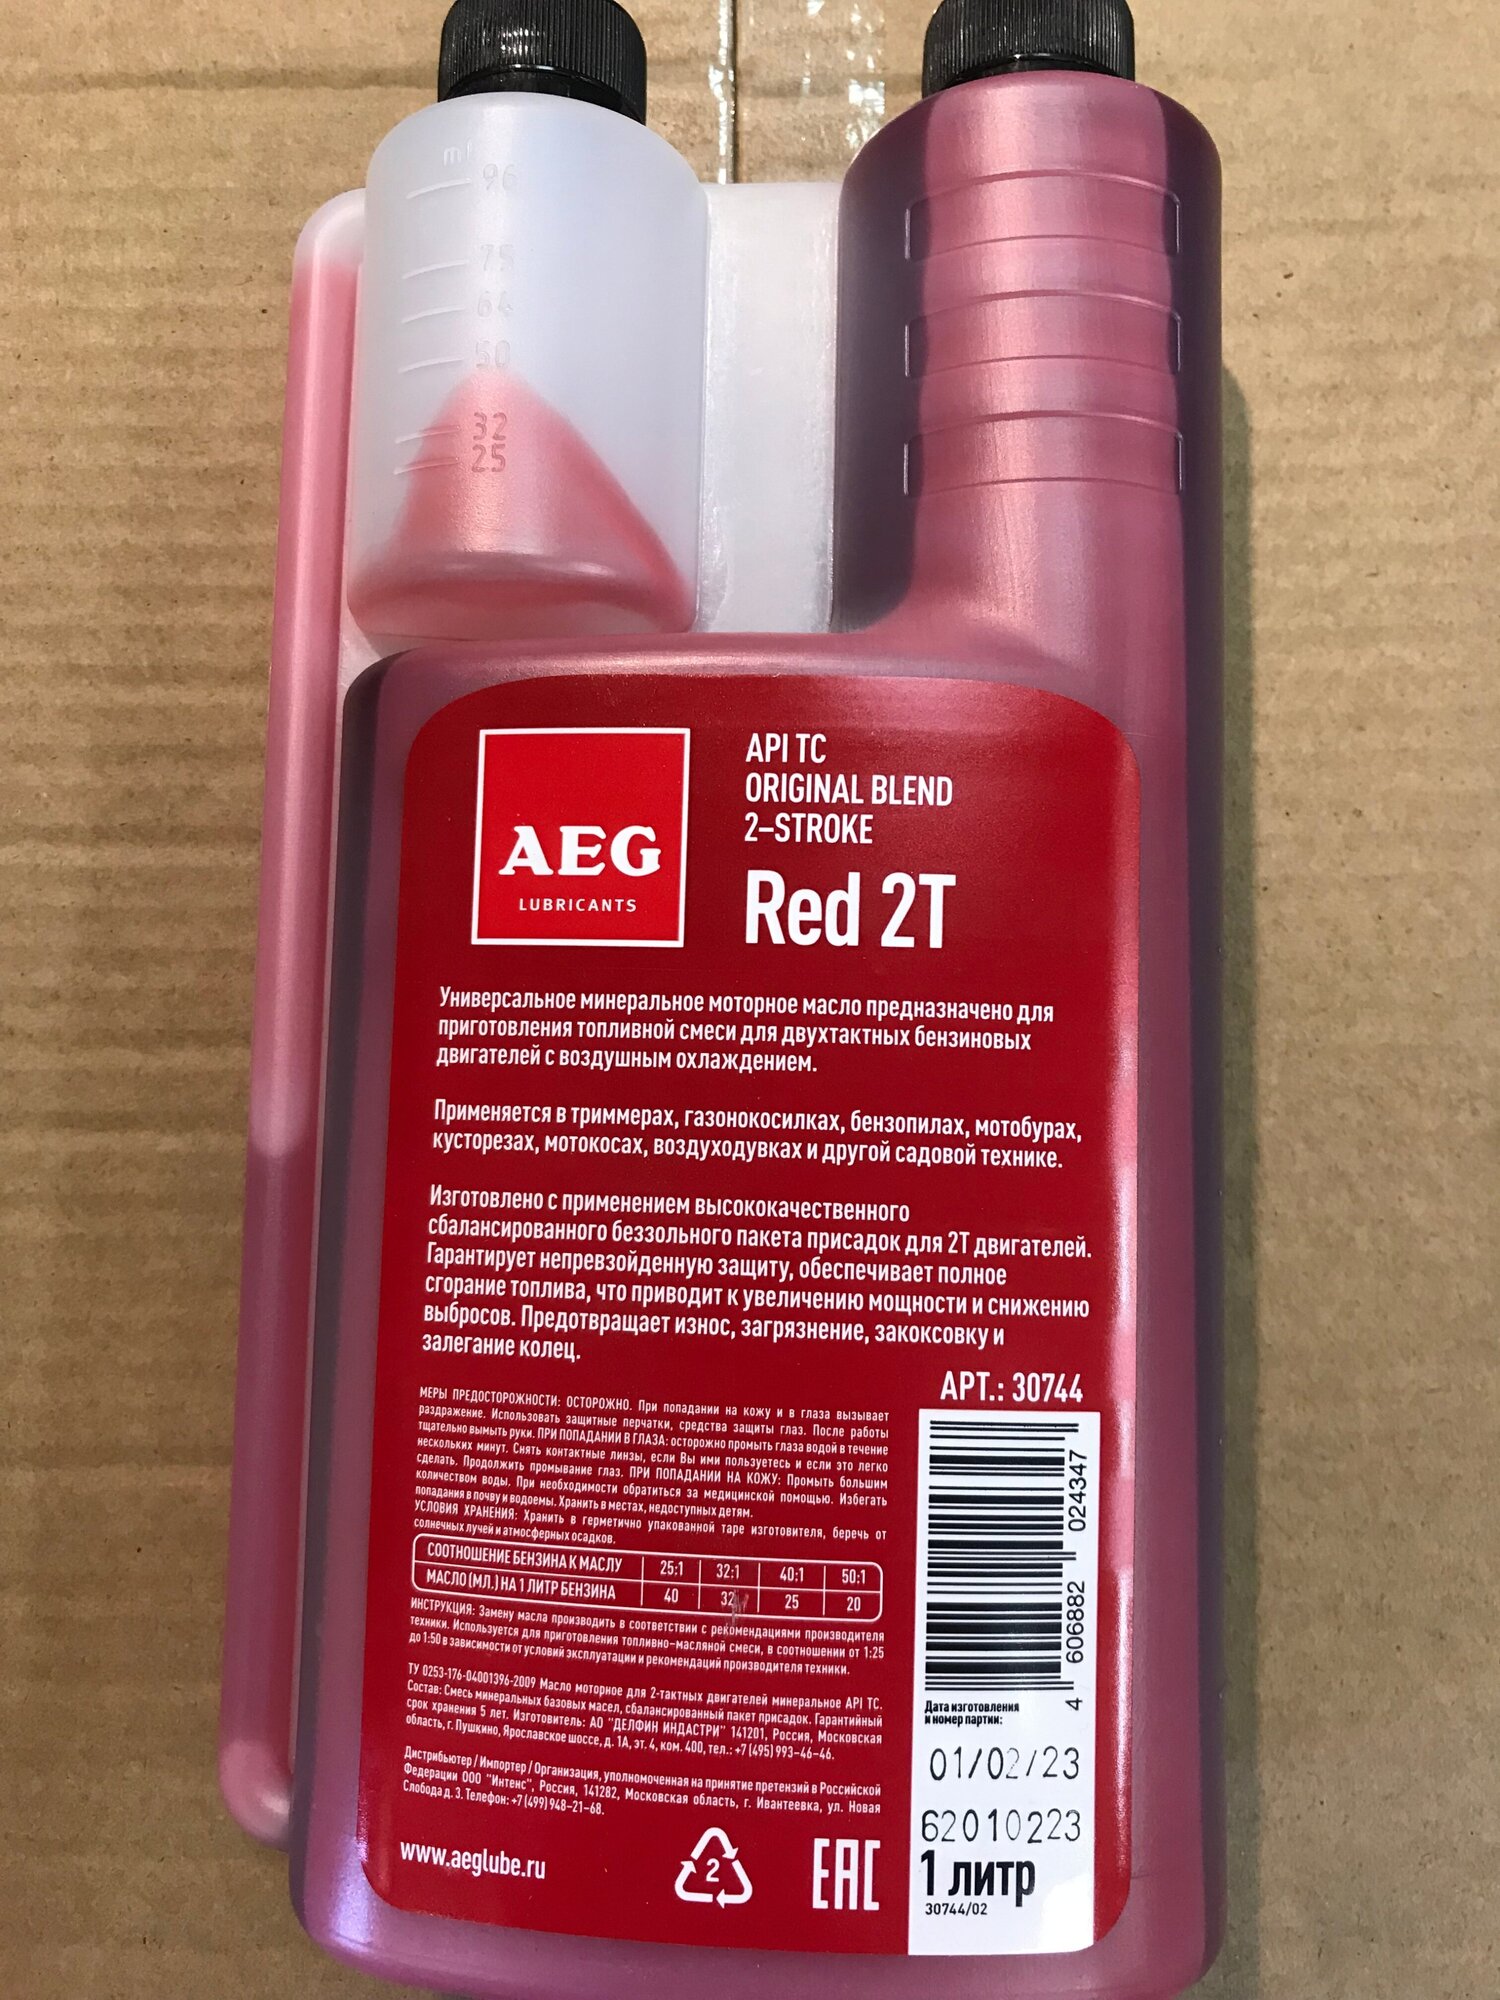 ml
96
75
64
50
32
25
AEG
LUBRICANTS
API TC
ORIGINAL BLEND
2-STROKE
Red 2T
Универсальное минеральное моторное масло предназначено для
приготовления топливной смеси для двухтактных бензиновых
двигателей с воздушным охлаждением.
Применяется в триммерах, газонокосилках, бензопилах, мотобурах,
кусторезах, мотокосах, воздуходувках и другой садовой технике.
Изготовлено с применением высококачественного
сбалансированного беззольного пакета присадок для 2Т двигателей.
Гарантирует непревзойденную защиту, обеспечивает полное
сгорание топлива, что приводит к увеличению мощности и снижению
выбросов. Предотвращает износ, загрязнение, закоксовку и
залегание колец.
МЕРЫ ПРЕДОСТОРОЖНОСТИ: ОСТОРОЖНО. При попадании на кожу и в глаза вызывает
раздражение. Использовать защитные перчатки, средства защиты глаз. После работы
тщательно вымыть руки. ПРИ ПОПАДАНИИ В ГЛАЗА: осторожно промыть глаза водой в течение
нескольких минут. Снять контактные линзы, если Вы ими пользуетесь и если это легко
сделать. Продолжить промывание глаз. ПРИ ПОПАДАНИИ НА КОЖУ: Промыть большим
количеством воды. При необходимости обратиться за медицинской помощью. Избегать
попадания в почву и водоемы. Хранить в местах, недоступных детям.
УСЛОВИЯ ХРАНЕНИЯ: Хранить в герметично упакованной таре изготовителя, беречь от
солнечных лучей и атмосферных осадков.
СООТНОШЕНИЕ БЕНЗИНА К МАСЛУ 25:1 32:1 40:1 50:1
МАСЛО (МЛ.) НА 1 ЛИТР БЕНЗИНА 40 32 25 20
ИНСТРУКЦИЯ: Замену масла производить в соответствии с рекомендациями производителя
техники. Используется для приготовления топливно-масляной смеси, в соотношении от 1:25
до 1:50 в зависимости от условий эксплуатации и рекомендаций производителя техники.
ТУ 0253-176-04001396-2009 Масло моторное для 2-тактных двигателей минеральное API TC.
Состав: Смесь минеральных базовых масел, сбалансированный пакет присадок. Гарантийный
срок хранения 5 лет. Изготовитель: АО "ДЕЛФИН ИНДАСТРИ" 141201, Россия, Московская
область, г. Пушкино, Ярославское шоссе, д. 1А, эт. 4, ком. 400, тел.: +7 (495) 993-46-46.
Дистрибьютер / Импортер / Организация, уполномоченная на принятие претензий в Российской
Федерации ООО "Интенс", Россия, 141282, Московская область, г. Ивантеевка, ул. Новая
Слобода д. 3. Телефон: +7 (499) 948-21-68.
www.aeglube.ru
2
EAC
АРТ.: 30744
4 606882 024347
Дата изготовления
и номер партии:
01/02/23
62010223
1 литр
30744/02